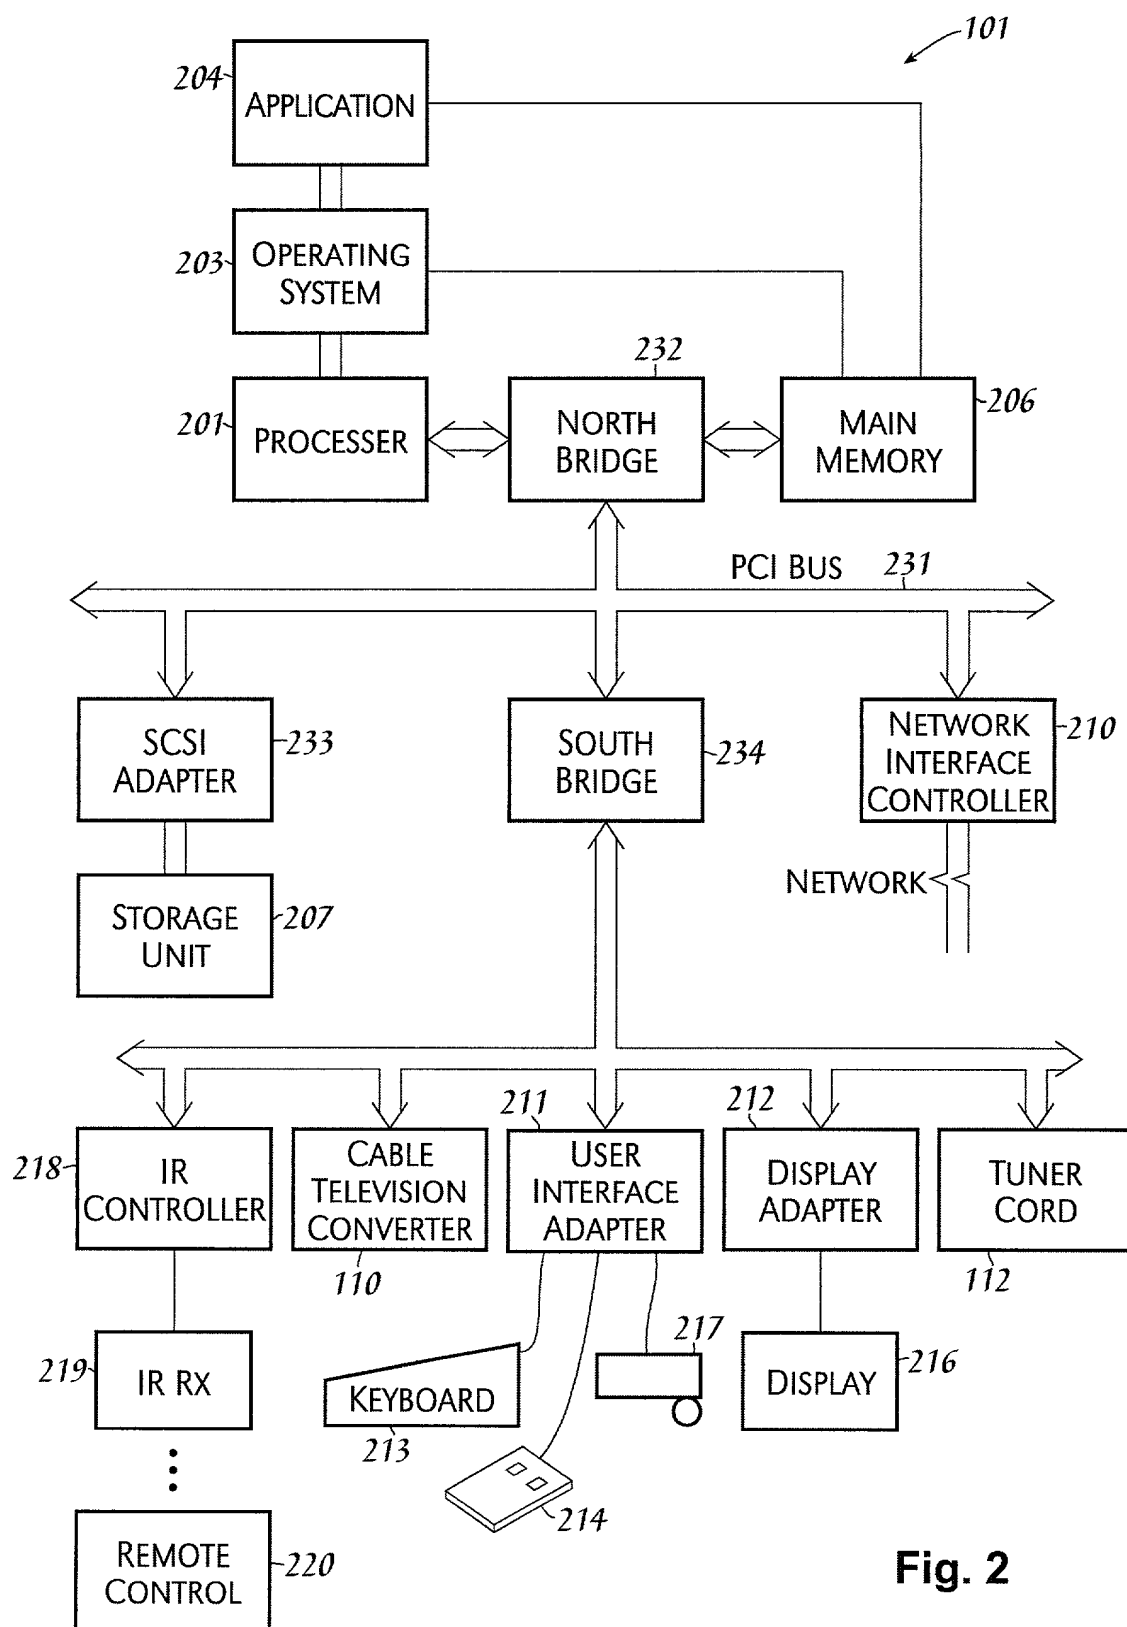 101
204
APPLICATION
203
OPERATING
SYSTEM
232
201
PROCESSER
NORTH
BRIDGE
MAIN
MEMORY
206
PCI BUS
231
SCSI
ADAPTER
233
SOUTH
BRIDGE
234
NETWORK
INTERFACE
CONTROLLER
210
NETWORK
STORAGE
UNIT
207
211
212
218
IR
CONTROLLER
CABLE
TELEVISION
CONVERTER
110
USER
INTERFACE
ADAPTER
DISPLAY
ADAPTER
TUNER
CORD
112
219
IR RX
KEYBOARD
213
217
DISPLAY
216
214
REMOTE
CONTROL
220
Fig. 2